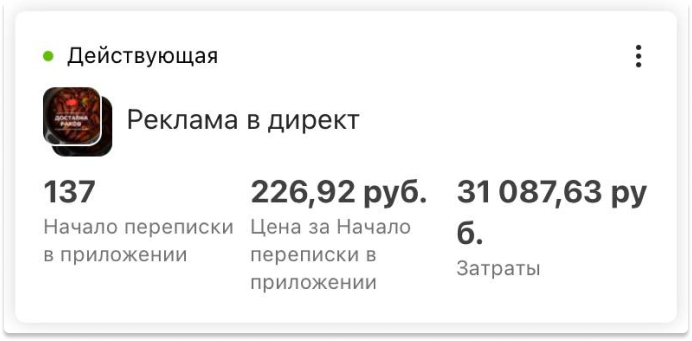 Действующая
ДОСТАВКА
РАКОВ
Реклама в директ
137
Начало переписки
в приложении
226,92 руб.
Цена за Начало
переписки в
приложении
31 087,63 ру
б.
Затраты